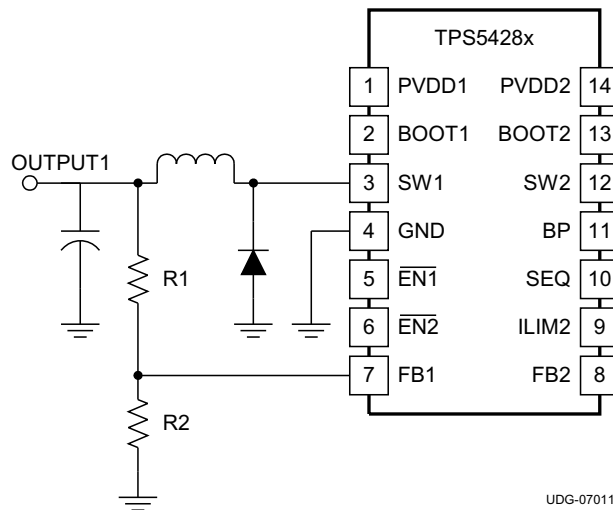 TPS5428x
1 PVDD1 PVDD2 14
2 BOOT1 BOOT2 13
OUTPUT1
3 SW1 SW2 12
4 GND BP 11
5 EN1 SEQ 10
R1
6 EN2 ILIM2 9
7 FB1 FB2 8
R2
UDG-07011